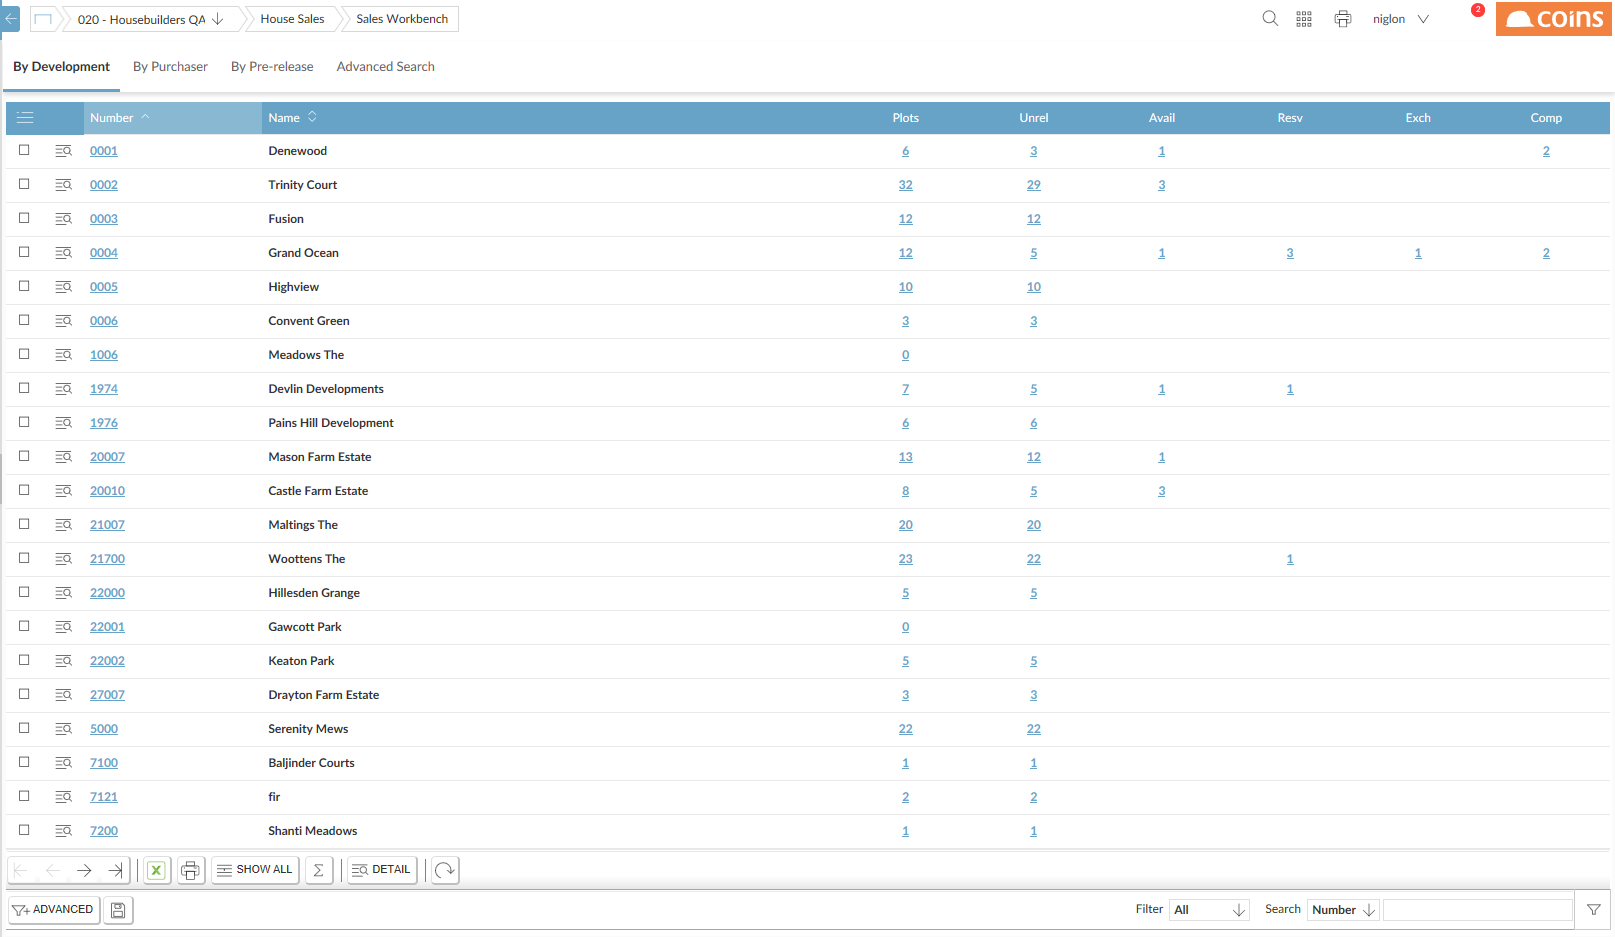 020 - Housebuilders QA House Sales Sales Workbench niglon 2 COINS
By Development By Purchaser By Pre-release Advanced Search
Number Name Plots Unrel Avail Resv Exch Comp
0001 Denewood 6 3 1 2
0002 Trinity Court 32 29 3
0003 Fusion 12 12
0004 Grand Ocean 12 5 1 3 1 2
0005 Highview 10 10
0006 Convent Green 3 3
1006 Meadows The 0
1974 Devlin Developments 7 5 1 1
1976 Pains Hill Development 6 6
20007 Mason Farm Estate 13 12 1
20010 Castle Farm Estate 8 5 3
21007 Maltings The 20 20
21700 Woottens The 23 22 1
22000 Hillesden Grange 5 5
22001 Gawcott Park 0
22002 Keaton Park 5 5
27007 Drayton Farm Estate 3 3
5000 Serenity Mews 22 22
7100 Baljinder Courts 1 1
7121 fir 2 2
7200 Shanti Meadows 1 1
X SHOW ALL Σ DETAIL
ADVANCED Filter All Search Number